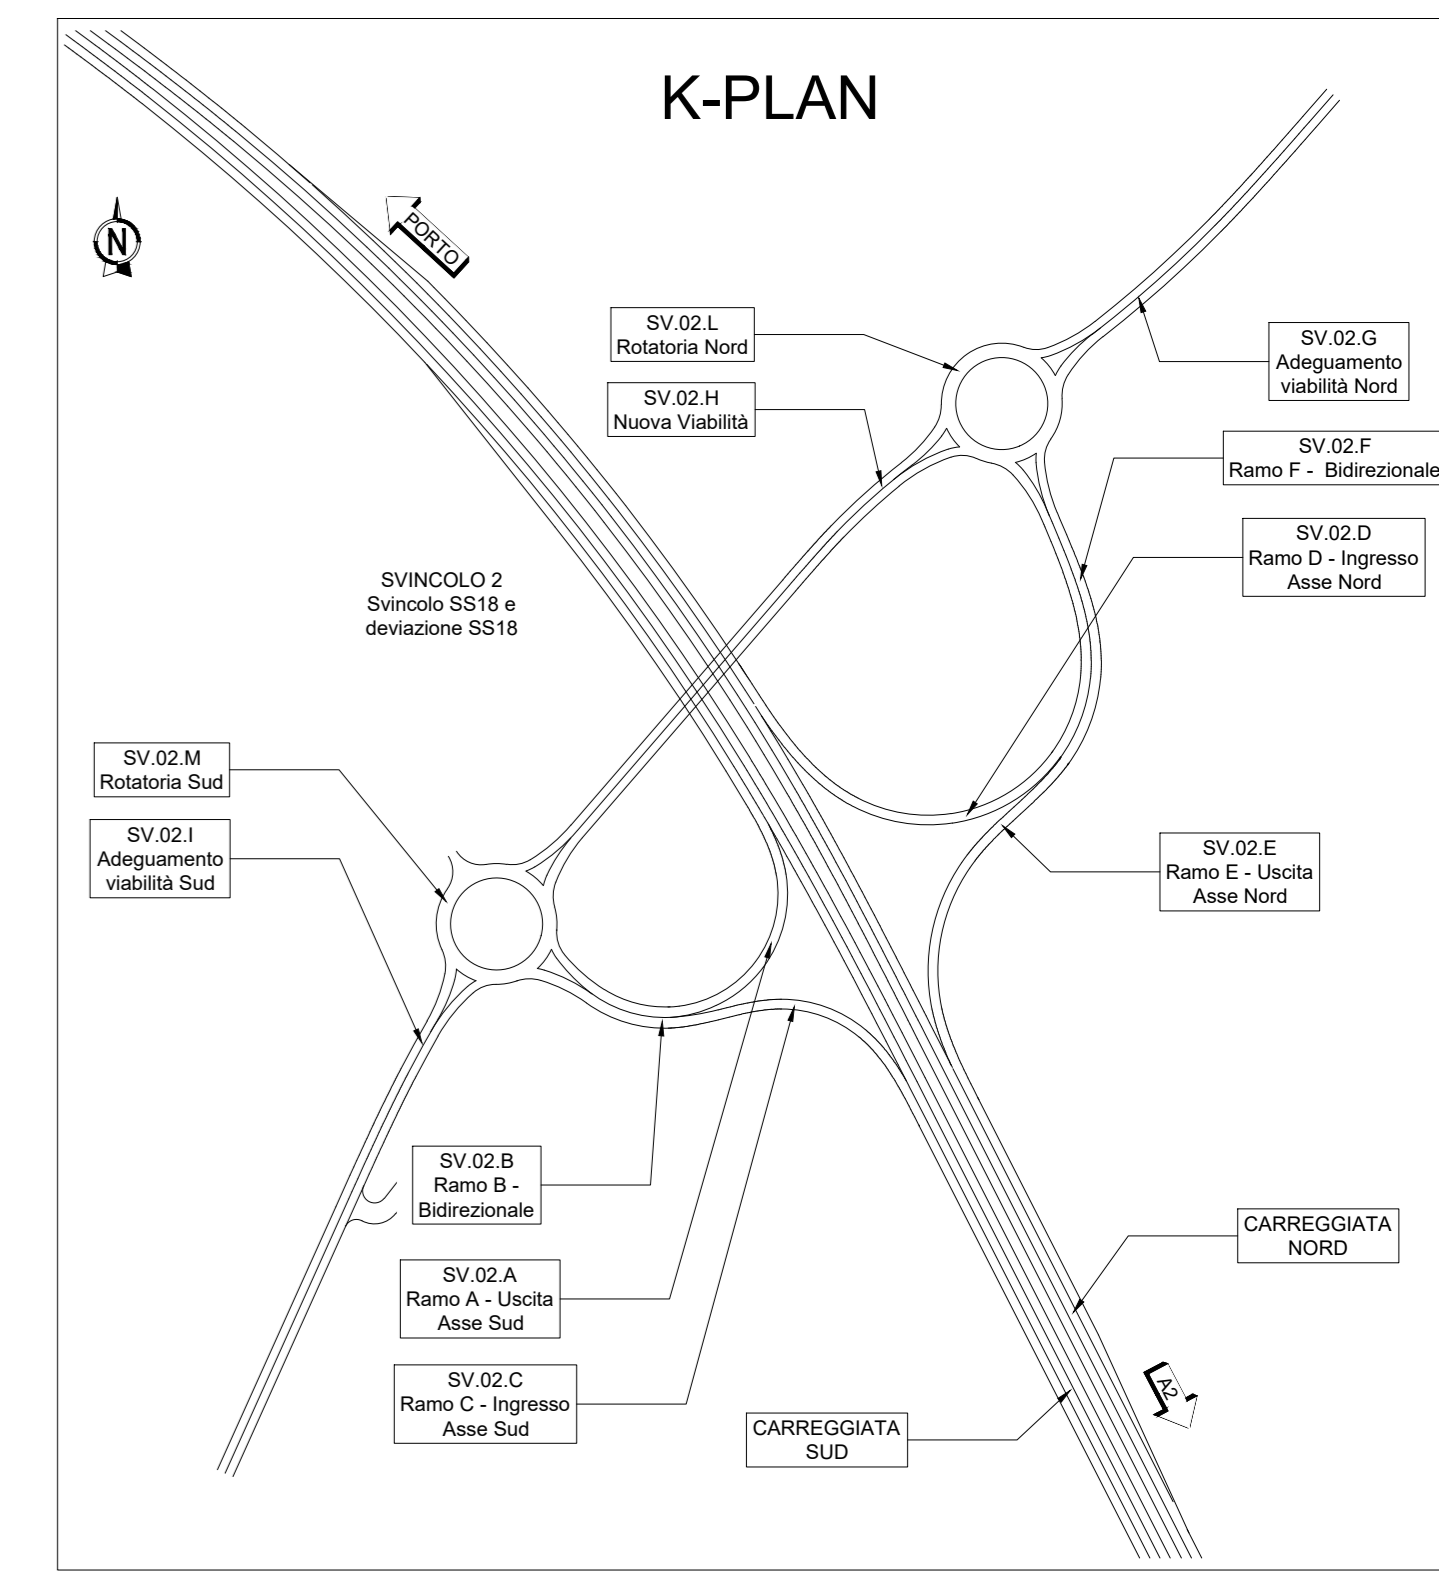 K-PLAN
N
PORTO
SV.02.L
Rotatoria Nord
SV.02.G
Adeguamento
viabilità Nord
SV.02.H
Nuova Viabilità
SV.02.F
Ramo F - Bidirezionale
SV.02.D
Ramo D - Ingresso
Asse Nord
SVINCOLO 2
Svincolo SS18 e
deviazione SS18
SV.02.M
Rotatoria Sud
SV.02.I
Adeguamento
viabilità Sud
SV.02.E
Ramo E - Uscita
Asse Nord
SV.02.B
Ramo B -
Bidirezionale
CARREGGIATA
NORD
SV.02.A
Ramo A - Uscita
Asse Sud
SV.02.C
Ramo C - Ingresso
Asse Sud
A2
CARREGGIATA
SUD